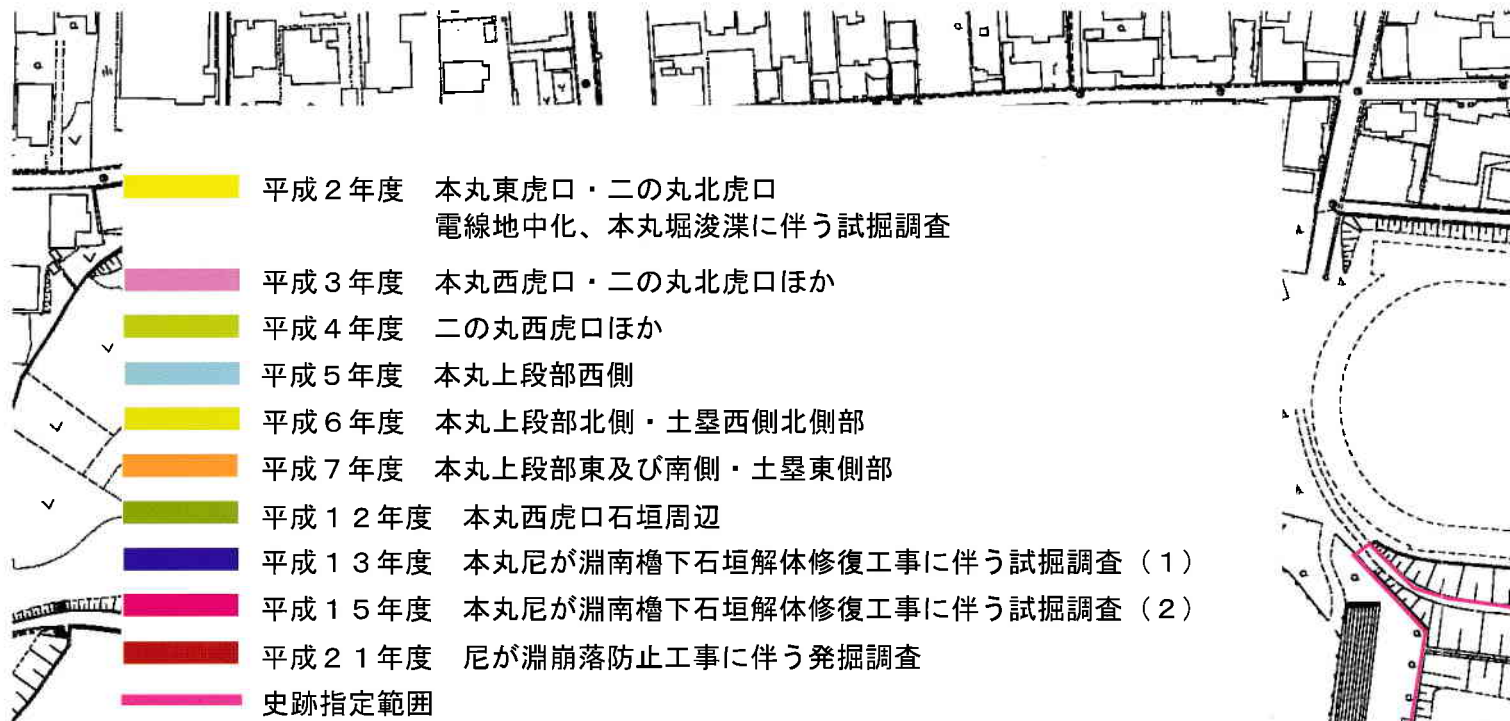 平成２年度　本丸東虎口・二の丸北虎口
電線地中化、本丸堀浚渫に伴う試掘調査
平成３年度　本丸西虎口・二の丸北虎口ほか
平成４年度　二の丸西虎口ほか
平成５年度　本丸上段部西側
平成６年度　本丸上段部北側・土塁西側北側部
平成７年度　本丸上段部東及び南側・土塁東側部
平成１２年度　本丸西虎口石垣周辺
平成１３年度　本丸尼が淵南櫓下石垣解体修復工事に伴う試掘調査（１）
平成１５年度　本丸尼が淵南櫓下石垣解体修復工事に伴う試掘調査（２）
平成２１年度　尼が淵崩落防止工事に伴う発掘調査
史跡指定範囲